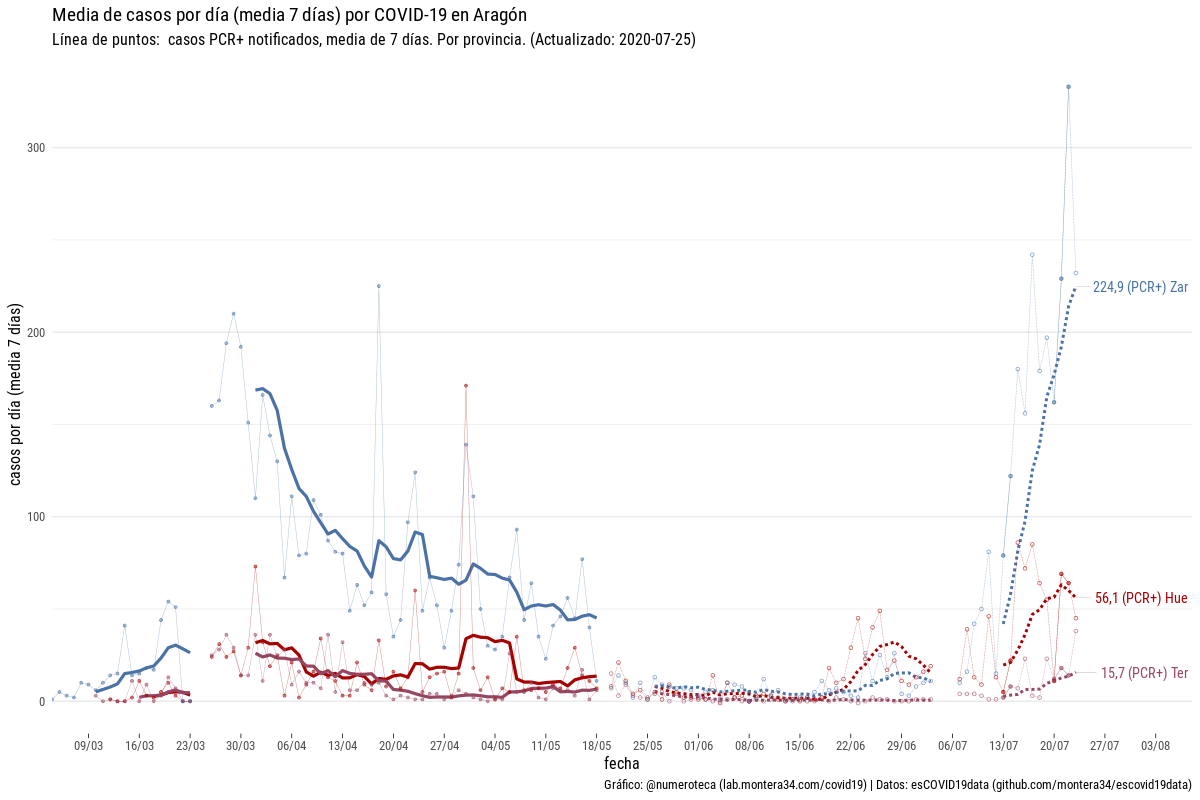 Media de casos por día (media 7 días) por COVID-19 en Aragón
Línea de puntos:  casos PCR+ notificados, media de 7 días. Por provincia. (Actualizado: 2020-07-25)
casos por día (media 7 días)
300
200
100
0
224,9 (PCR+) Zar
56,1 (PCR+) Hue
15,7 (PCR+) Ter
09/03 16/03 23/03 30/03 06/04 13/04 20/04 27/04 04/05 11/05 18/05 25/05 01/06 08/06 15/06 22/06 29/06 06/07 13/07 20/07 27/07 03/08
fecha
Gráfico: @numeroteca (lab.montera34.com/covid19) | Datos: esCOVID19data (github.com/montera34/escovid19data)